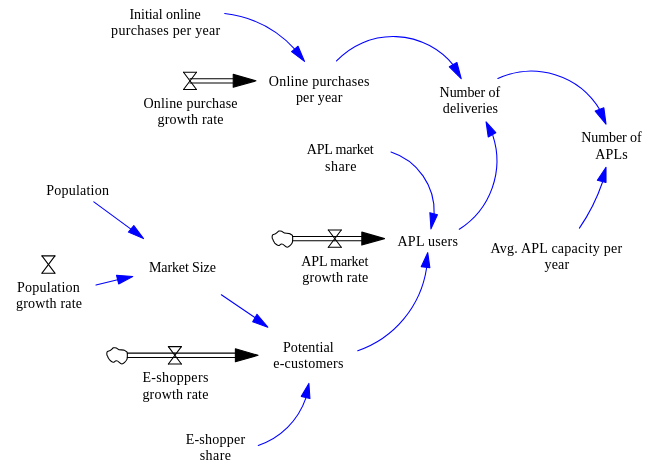 Initial online
purchases per year
Online purchases
per year
Online purchase
growth rate
Number of
deliveries
Number of
APLs
APL market
share
Population
APL users
Avg. APL capacity per
year
Market Size
APL market
growth rate
Population
growth rate
Potential
e-customers
E-shoppers
growth rate
E-shopper
share